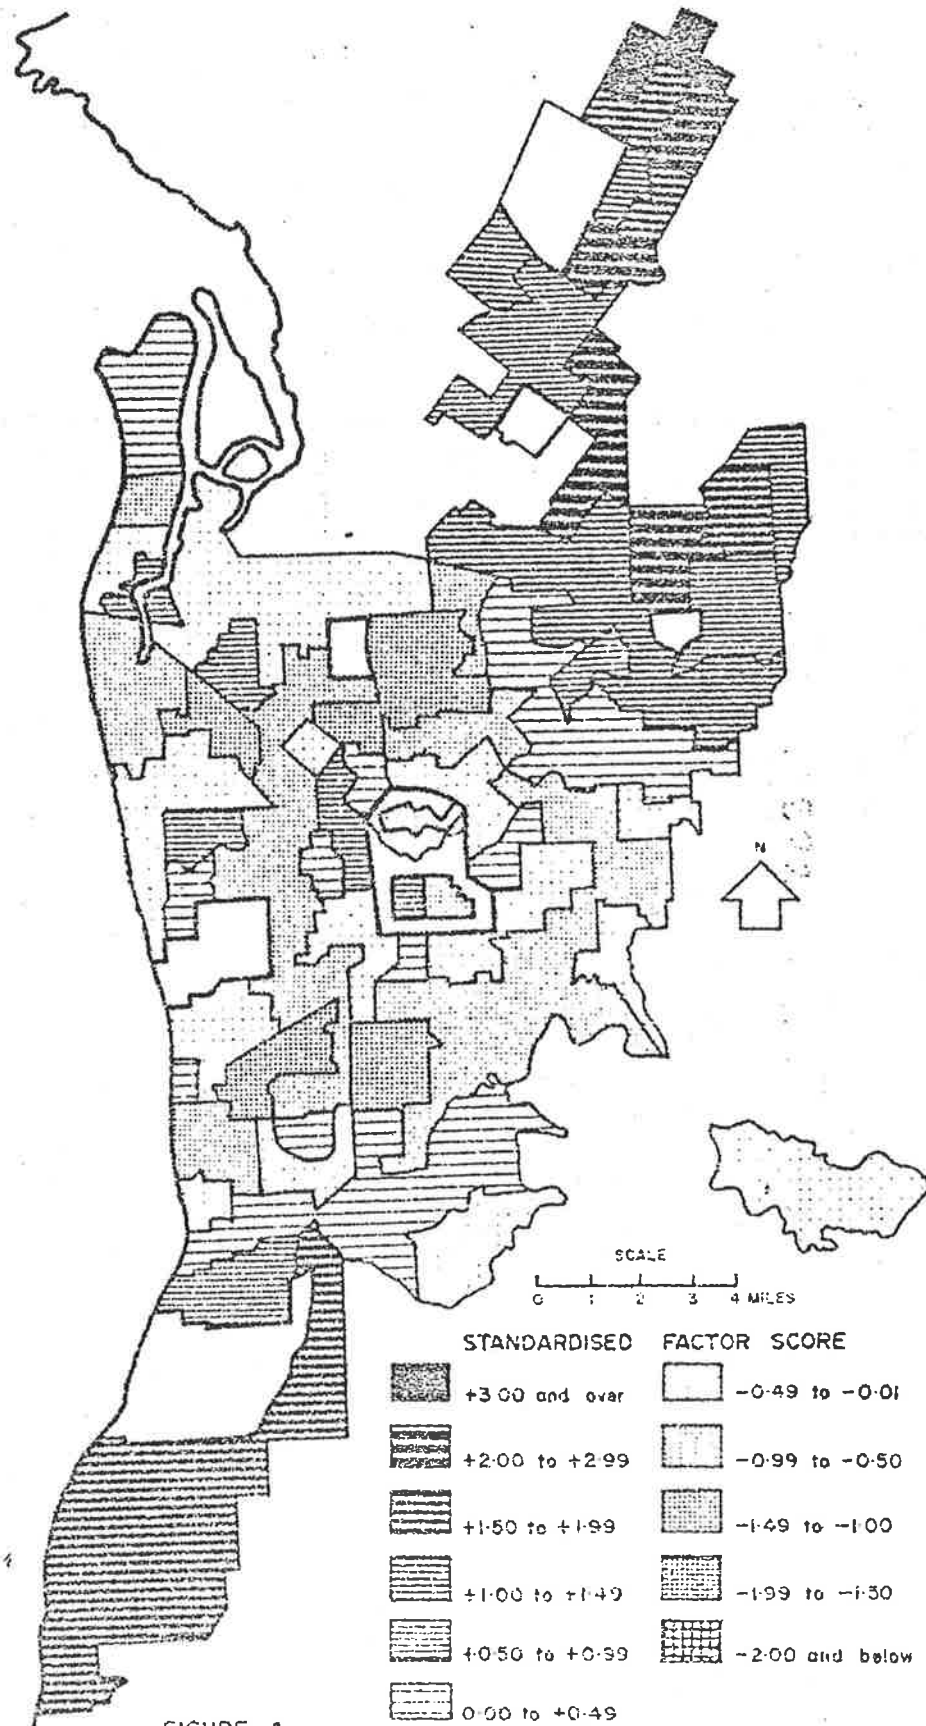 N
SCALE
0 1 2 3 4 MILES
STANDARDISED FACTOR SCORE
+3·00 and over
+2·00 to +2·99
+1·50 to +1·99
+1·00 to +1·49
+0·50 to +0·99
0·00 to +0·49
-0·49 to -0·01
-0·99 to -0·50
-1·49 to -1·00
-1·99 to -1·50
-2·00 and below
FIGURE